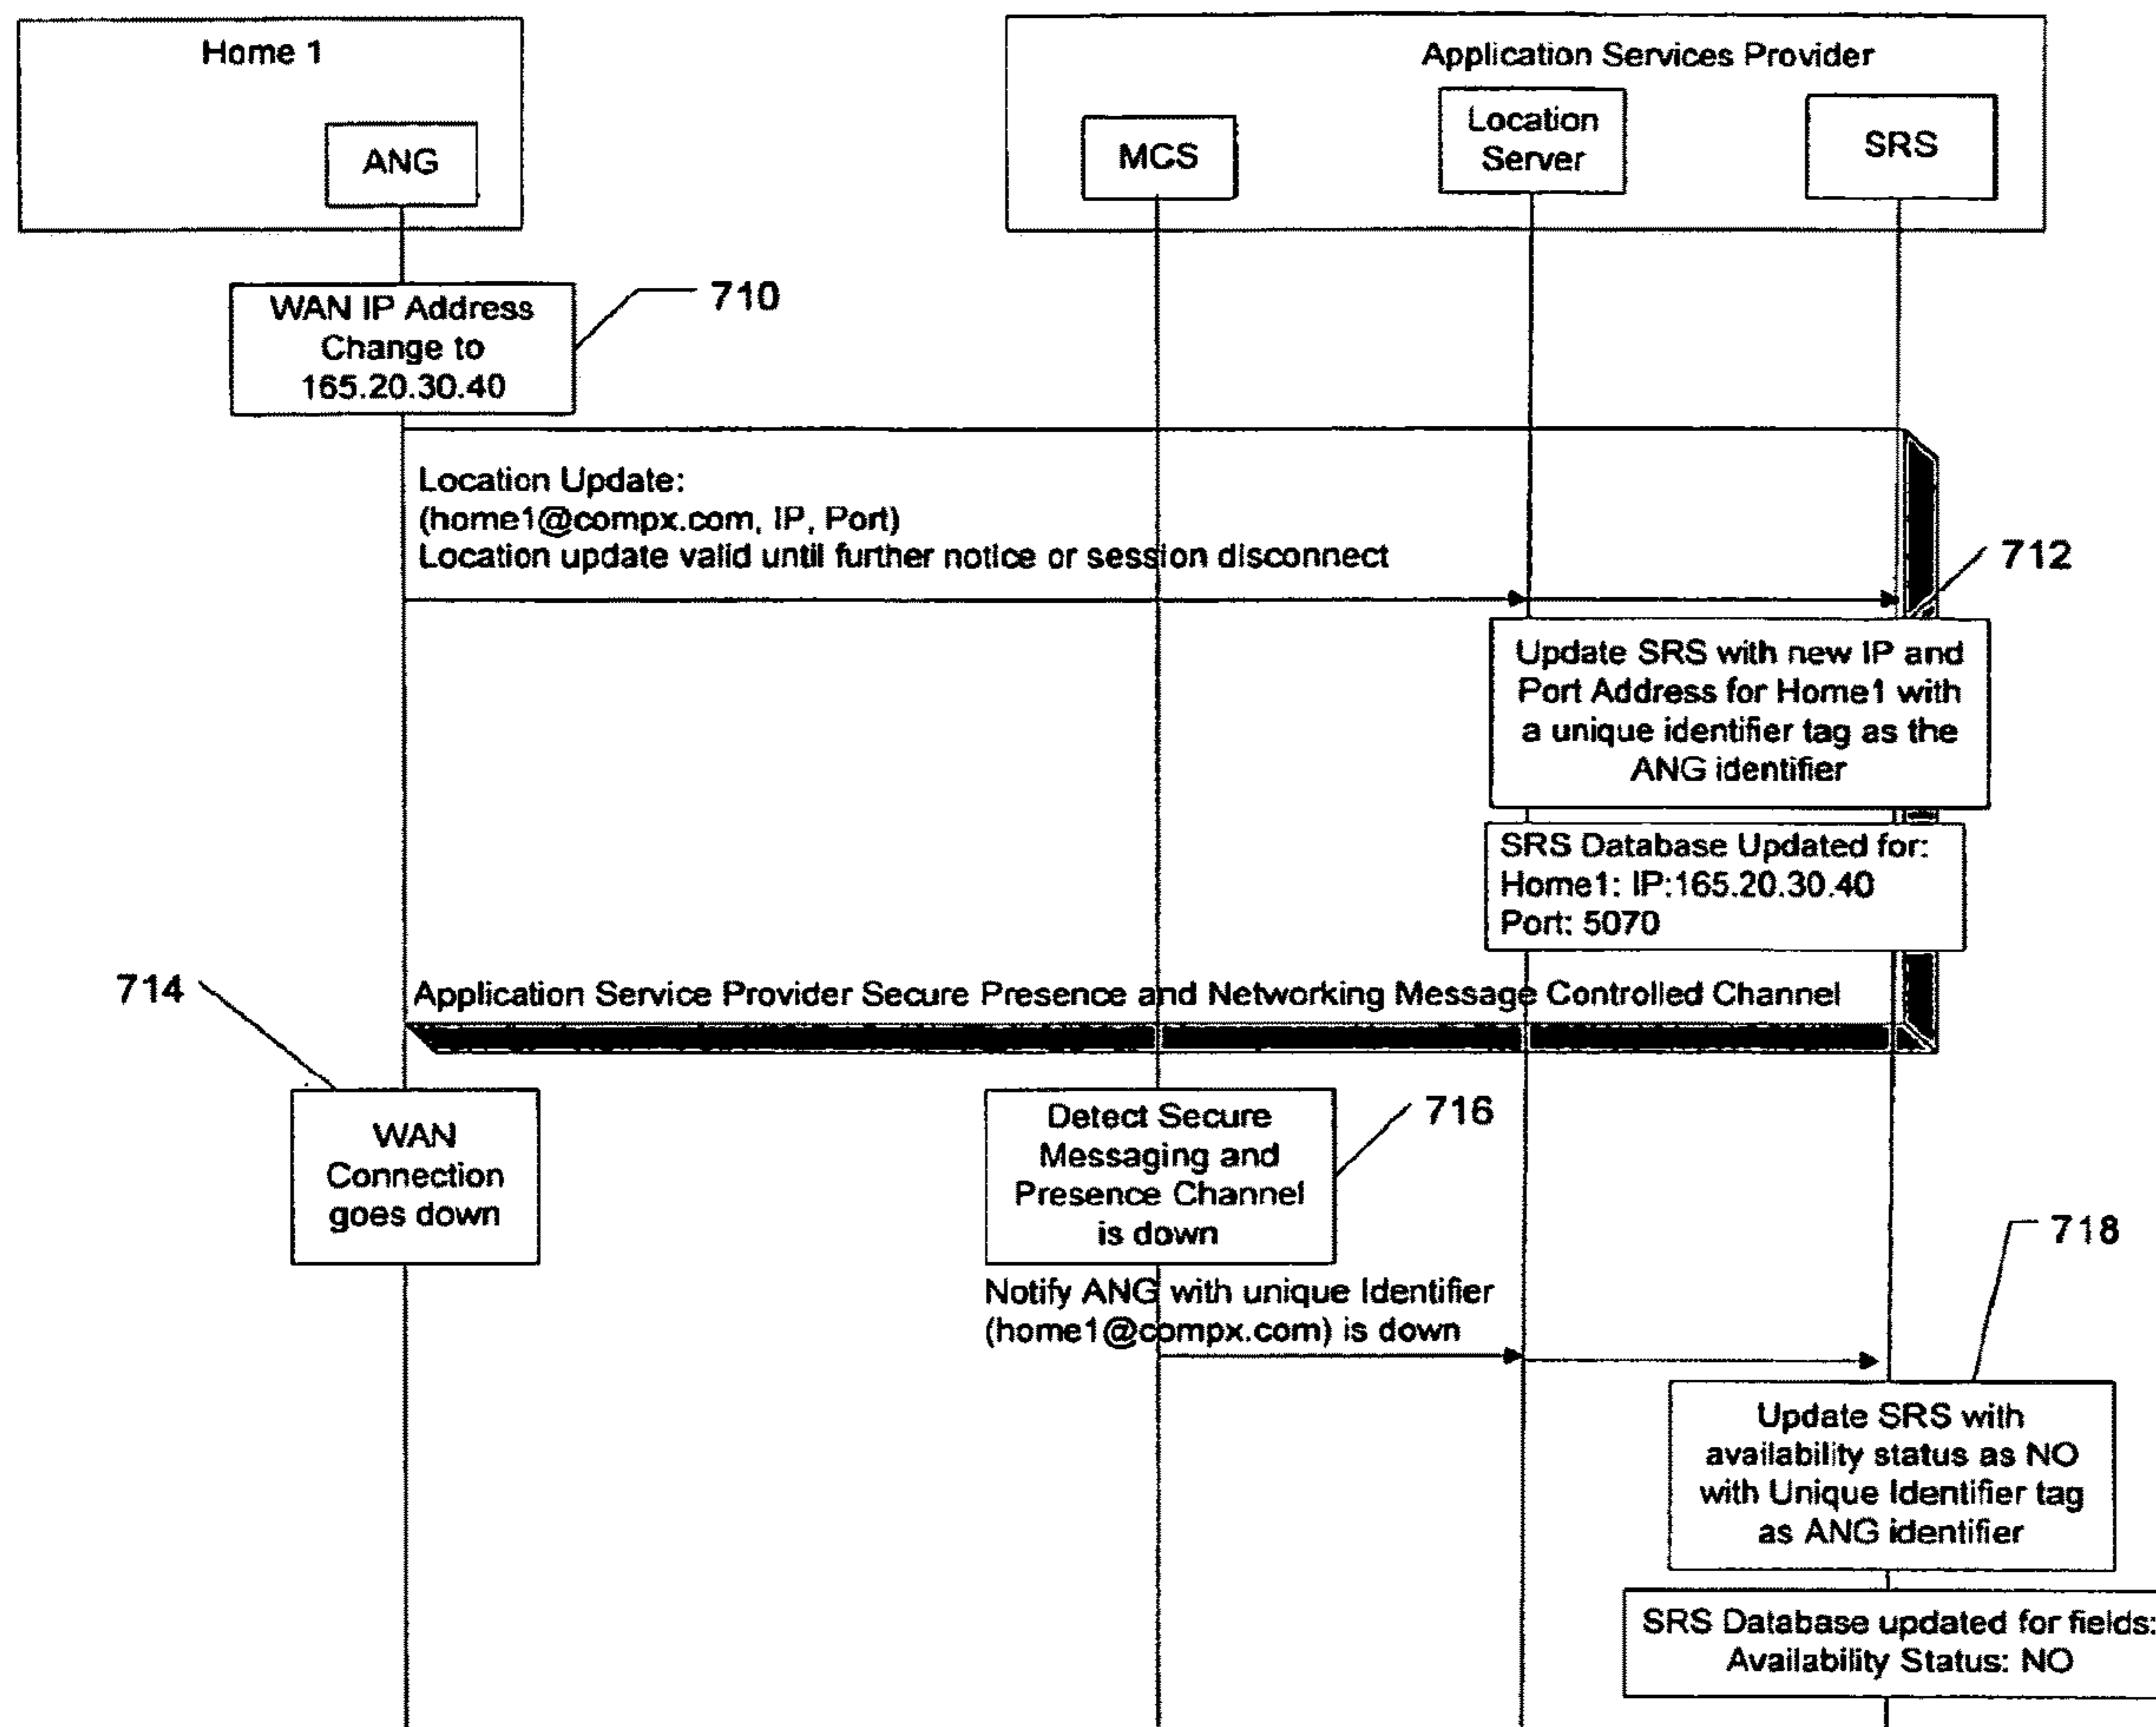 Home 1
Application Services Provider
ANG
MCS
Location
Server
SRS
WAN IP Address
Change to
165.20.30.40
710
Location Update:
(home1@compx.com, IP, Port)
Location update valid until further notice or session disconnect
712
Update SRS with new IP and
Port Address for Home1 with
a unique identifier tag as the
ANG identifier
SRS Database Updated for:
Home1: IP:165.20.30.40
Port: 5070
714
Application Service Provider Secure Presence and Networking Message Controlled Channel
WAN
Connection
goes down
Detect Secure
Messaging and
Presence Channel
is down
716
Notify ANG with unique Identifier
(home1@compx.com) is down
718
Update SRS with
availability status as NO
with Unique Identifier tag
as ANG identifier
SRS Database updated for fields:
Availability Status: NO